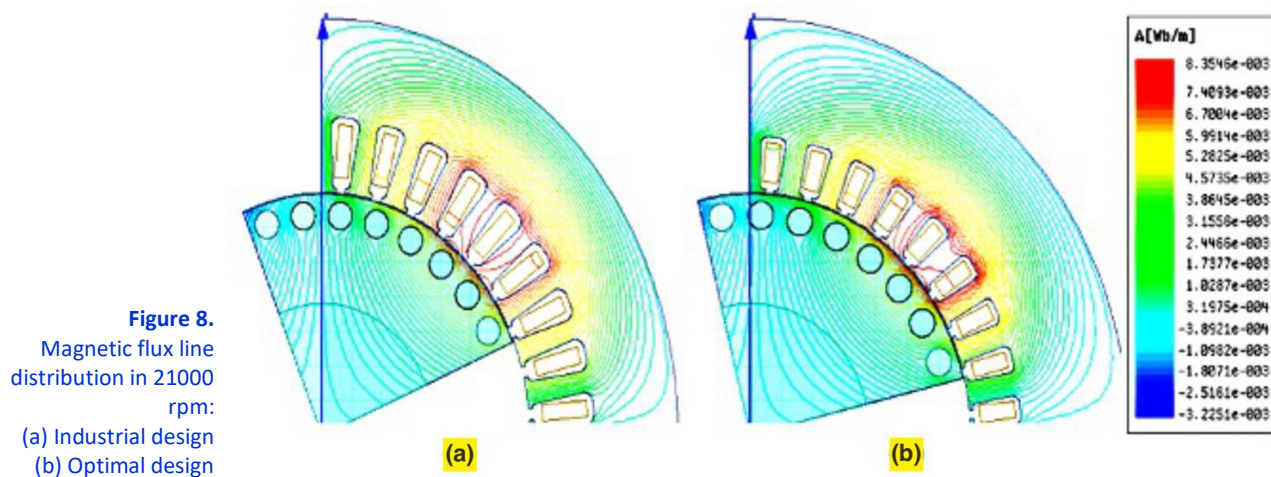 Figure 8.
Magnetic flux line
distribution in 21000
rpm:
(a) Industrial design
(b) Optimal design
(a)
(b)
A[Wb/m]
8.3546e-003
7.4093e-003
6.7004e-003
5.9914e-003
5.2825e-003
4.5735e-003
3.8645e-003
3.1556e-003
2.4466e-003
1.7377e-003
1.0287e-003
3.1975e-004
-3.8921e-004
-1.0982e-003
-1.8071e-003
-2.5161e-003
-3.2251e-003